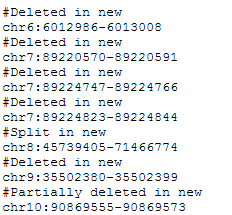 #Deleted in new
chr6:6012986-6013008
#Deleted in new
chr7:89220570-89220591
#Deleted in new
chr7:89224747-89224766
#Deleted in new
chr7:89224823-89224844
#Split in new
chr8:45739405-71466774
#Deleted in new
chr9:35502380-35502399
#Partially deleted in new
chr10:90869555-90869573